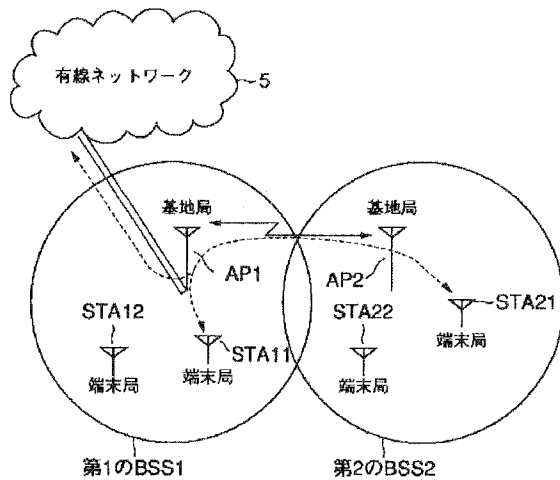 有線ネットワーク
5
基地局
基地局
AP1
AP2
STA12
STA11
STA22
STA21
端末局
端末局
端末局
端末局
第1のBSS1
第2のBSS2